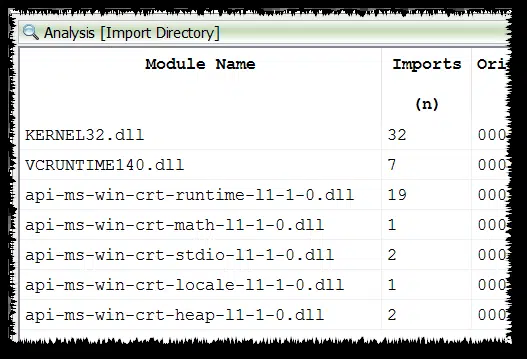 Analysis [Import Directory]
Module Name Imports Ori
(n)
KERNEL32.dll 32 000
VCRUNTIME140.dll 7 000
api-ms-win-crt-runtime-l1-1-0.dll 19 000
api-ms-win-crt-math-l1-1-0.dll 1 000
api-ms-win-crt-stdio-l1-1-0.dll 2 000
api-ms-win-crt-locale-l1-1-0.dll 1 000
api-ms-win-crt-heap-l1-1-0.dll 2 000